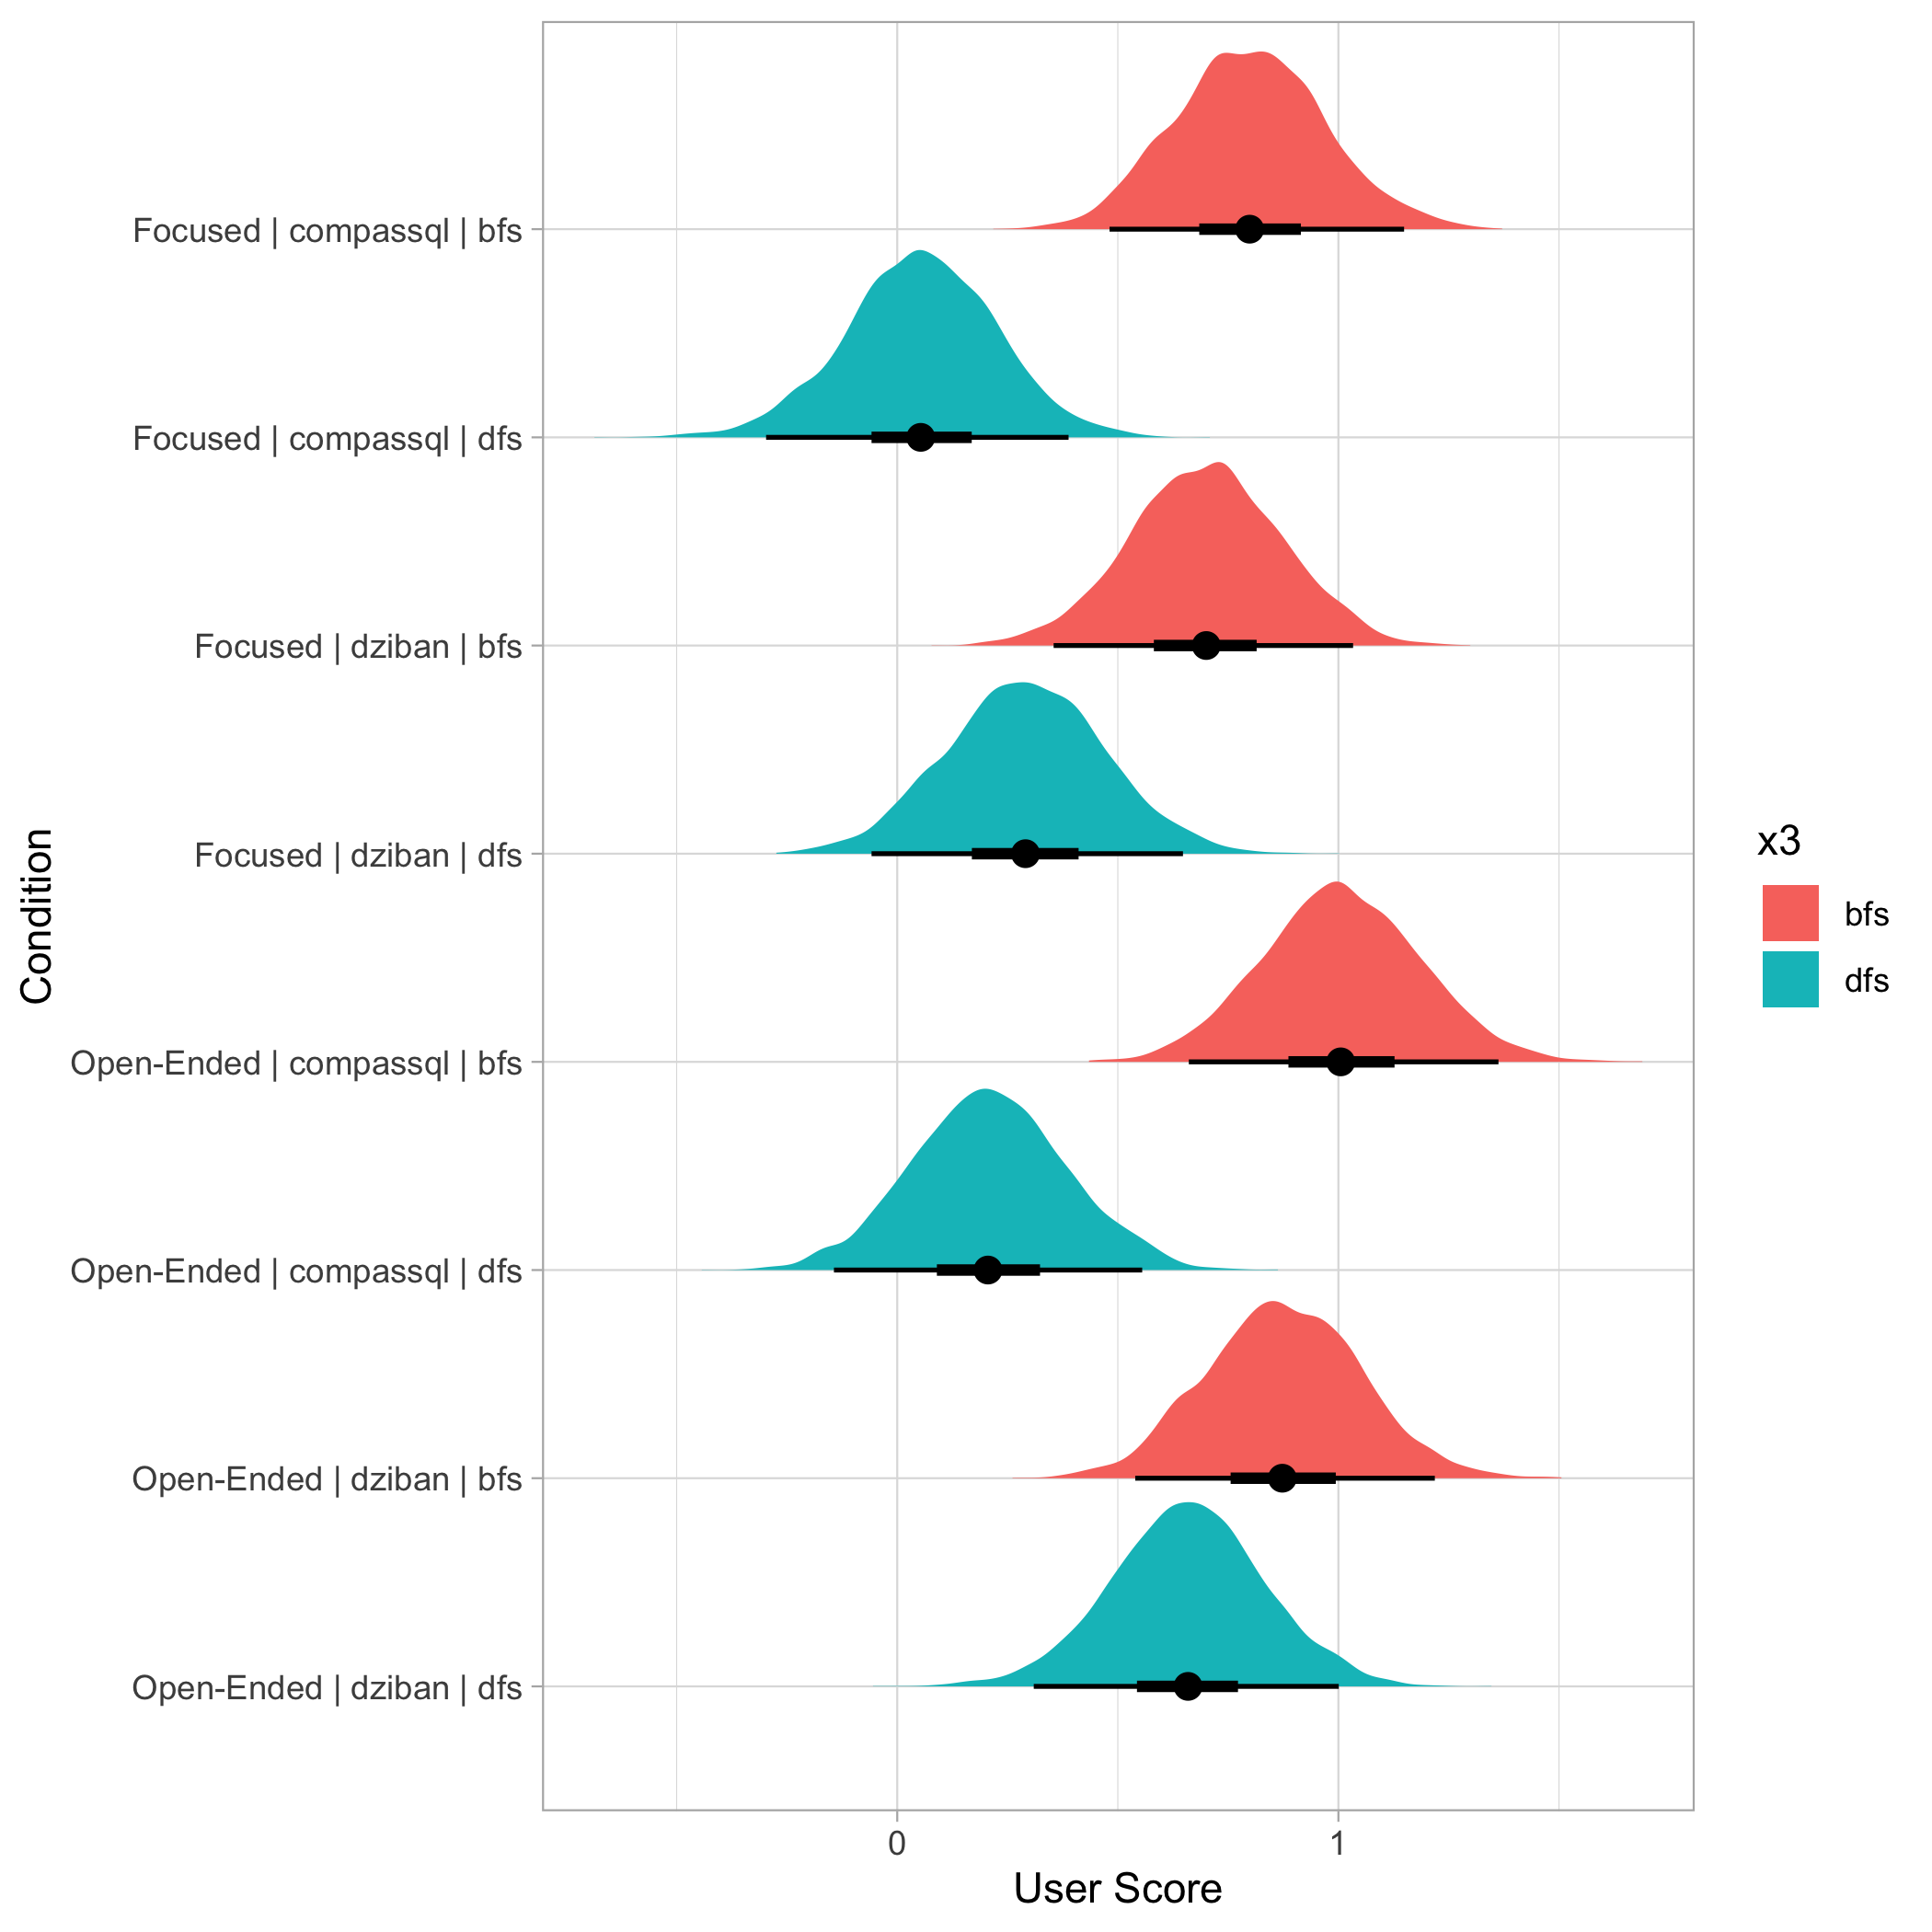 Focused | compassql | bfs
Focused | compassql | dfs
Focused | dziban | bfs
Focused | dziban | dfs
Open-Ended | compassql | bfs
Open-Ended | compassql | dfs
Open-Ended | dziban | bfs
Open-Ended | dziban | dfs
Condition
0
1
User Score
x3
bfs
dfs